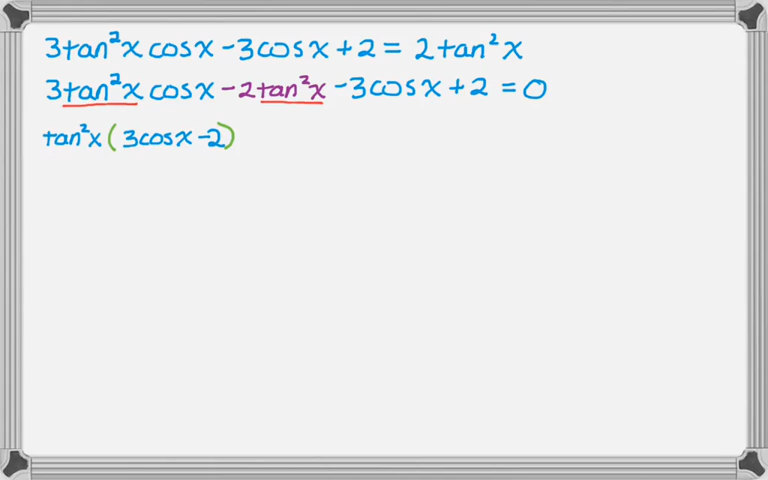 3tan²x cosx - 3cosx + 2 = 2tan²x
3tan²x cosx - 2tan²x - 3cosx + 2 = 0
tan²x (3cosx - 2)